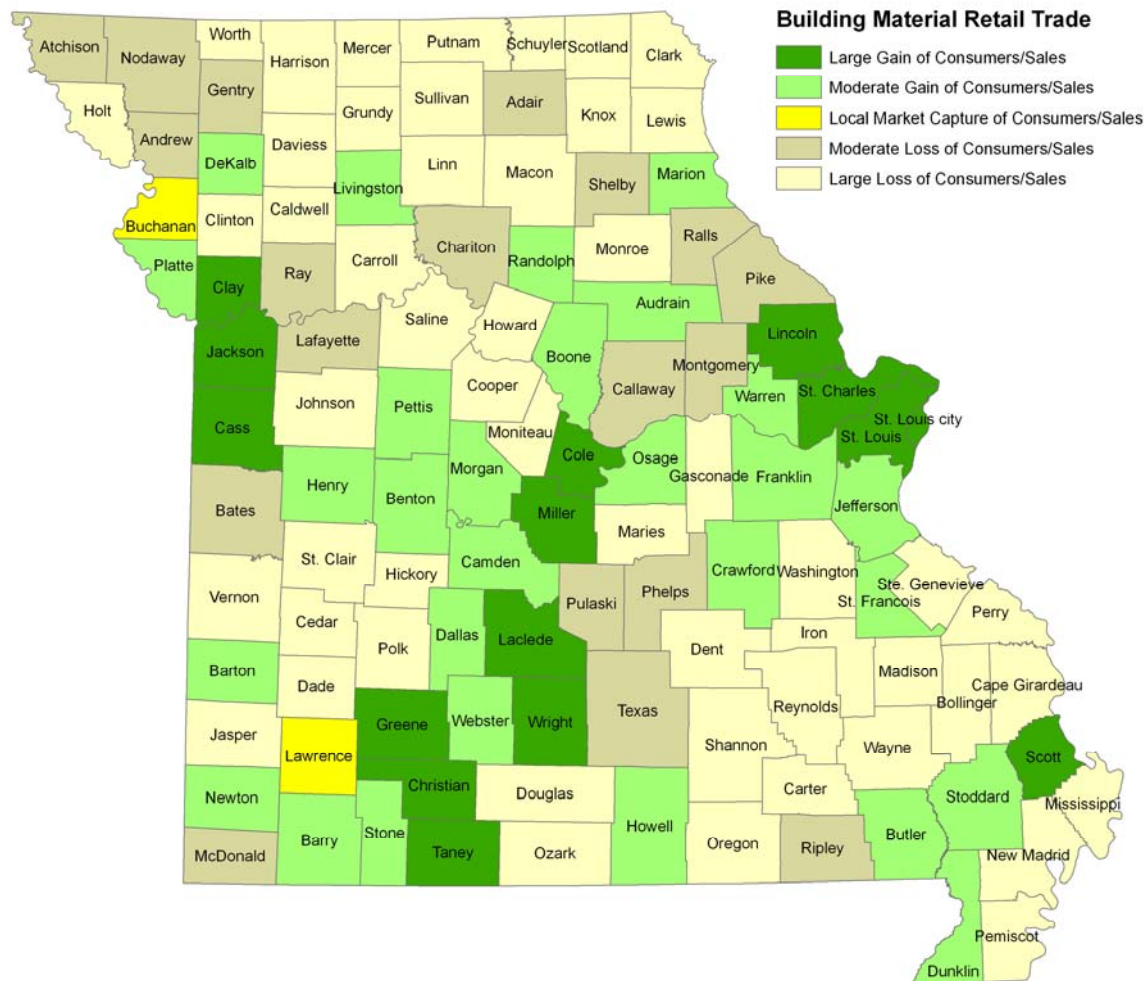 Building Material Retail Trade
Large Gain of Consumers/Sales
Moderate Gain of Consumers/Sales
Local Market Capture of Consumers/Sales
Moderate Loss of Consumers/Sales
Large Loss of Consumers/Sales
Atchison
Nodaway
Worth
Harrison
Mercer
Putnam
Schuyler
Scotland
Clark
Holt
Gentry
Grundy
Sullivan
Adair
Knox
Lewis
Andrew
DeKalb
Daviess
Livingston
Linn
Macon
Shelby
Marion
Buchanan
Clinton
Caldwell
Chariton
Randolph
Monroe
Ralls
Pike
Platte
Clay
Ray
Carroll
Audrain
Lincoln
Jackson
Lafayette
Saline
Howard
Boone
Callaway
Montgomery
Warren
St. Charles
St. Louis city
St. Louis
Cass
Johnson
Pettis
Cooper
Moniteau
Cole
Osage
Gasconade
Franklin
Jefferson
Bates
Henry
Benton
Morgan
Miller
Maries
Crawford
Washington
Ste. Genevieve
St. Francois
Perry
Vernon
St. Clair
Hickory
Camden
Pulaski
Phelps
Cedar
Polk
Dallas
Laclede
Dent
Iron
Madison
Bollinger
Cape Girardeau
Barton
Dade
Greene
Webster
Wright
Texas
Shannon
Reynolds
Wayne
Scott
Jasper
Lawrence
Christian
Douglas
Carter
Stoddard
Mississippi
Newton
Barry
Stone
Taney
Ozark
Howell
Oregon
Ripley
Butler
New Madrid
McDonald
Pemiscot
Dunklin